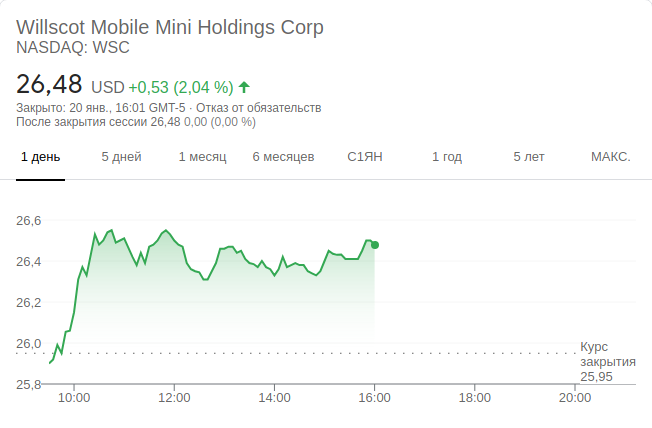 Willscot Mobile Mini Holdings Corp
NASDAQ: WSC
26,48 USD +0,53 (2,04 %)
Закрыто: 20 янв., 16:01 GMT-5 · Отказ от обязательств
После закрытия сессии 26,48 0,00 (0,00 %)
1 день 5 дней 1 месяц 6 месяцев С1ЯН 1 год 5 лет МАКС.
26,6
26,4
26,2
26,0
25,8
Курс
закрытия
25,95
10:00 12:00 14:00 16:00 18:00 20:00